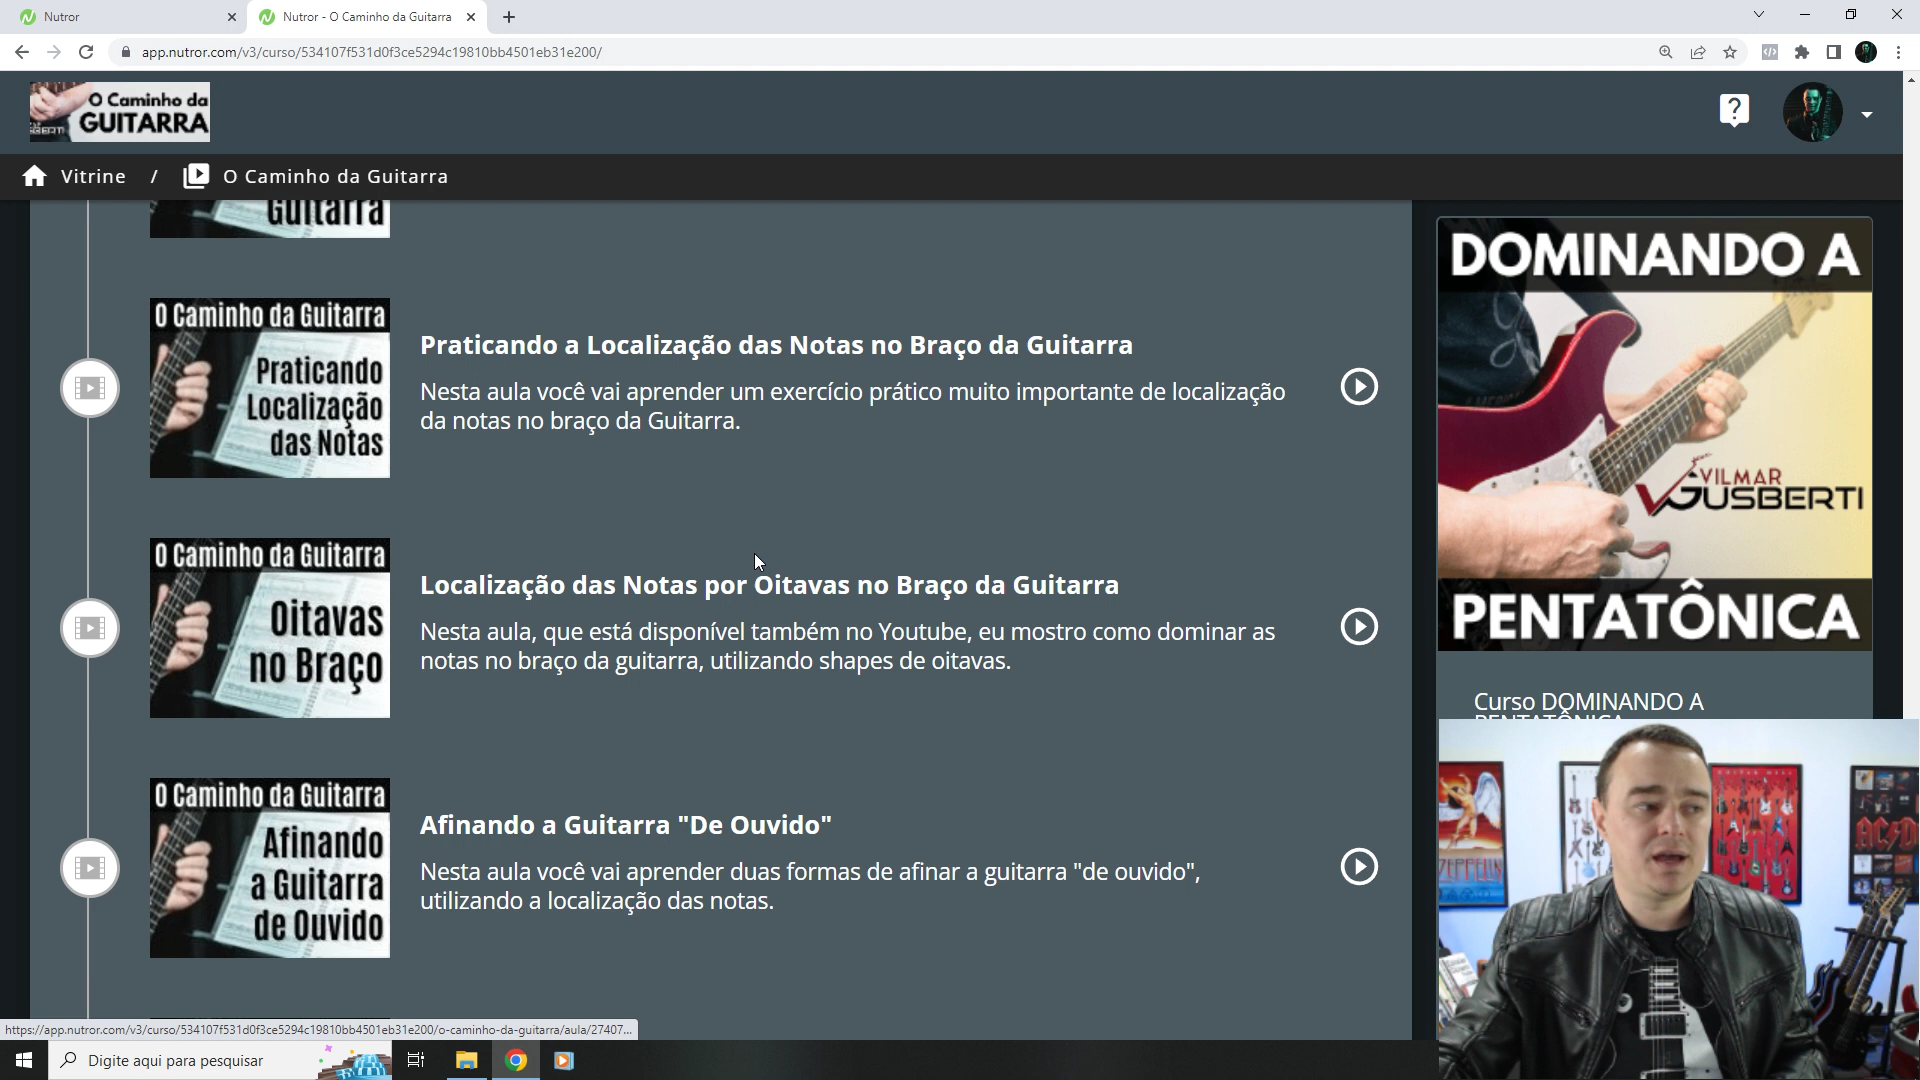 Nutror
Nutror - O Caminho da Guitarra
app.nutror.com/v3/curso/534107f531d0f3ce5294c19810bb4501eb31e200/
O Caminho da
GUITARRA
Vitrine / O Caminho da Guitarra
Guitarra
O Caminho da Guitarra
Praticando
Localização
das Notas
Praticando a Localização das Notas no Braço da Guitarra
Nesta aula você vai aprender um exercício prático muito importante de localização
da notas no braço da Guitarra.
O Caminho da Guitarra
Oitavas
no Braço
Localização das Notas por Oitavas no Braço da Guitarra
Nesta aula, que está disponível também no Youtube, eu mostro como dominar as
notas no braço da guitarra, utilizando shapes de oitavas.
O Caminho da Guitarra
Afinando
a Guitarra
de Ouvido
Afinando a Guitarra "De Ouvido"
Nesta aula você vai aprender duas formas de afinar a guitarra "de ouvido",
utilizando a localização das notas.
DOMINANDO A
VILMAR
GUSBERTI
PENTATÔNICA
Curso DOMINANDO A
PENTATÔNICA
ZEPPELIN
AC/DC
https://app.nutror.com/v3/curso/534107f531d0f3ce5294c19810bb4501eb31e200/o-caminho-da-guitarra/aula/27407...
Digite aqui para pesquisar